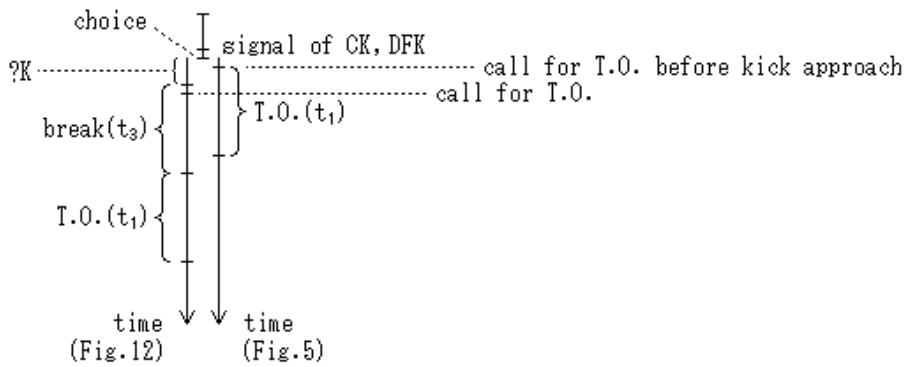 choice
signal of CK, DFK
?K
call for T.O. before kick approach
call for T.O.
T.O.(t₁)
break(t₃)
T.O.(t₁)
time
(Fig.12)
time
(Fig.5)